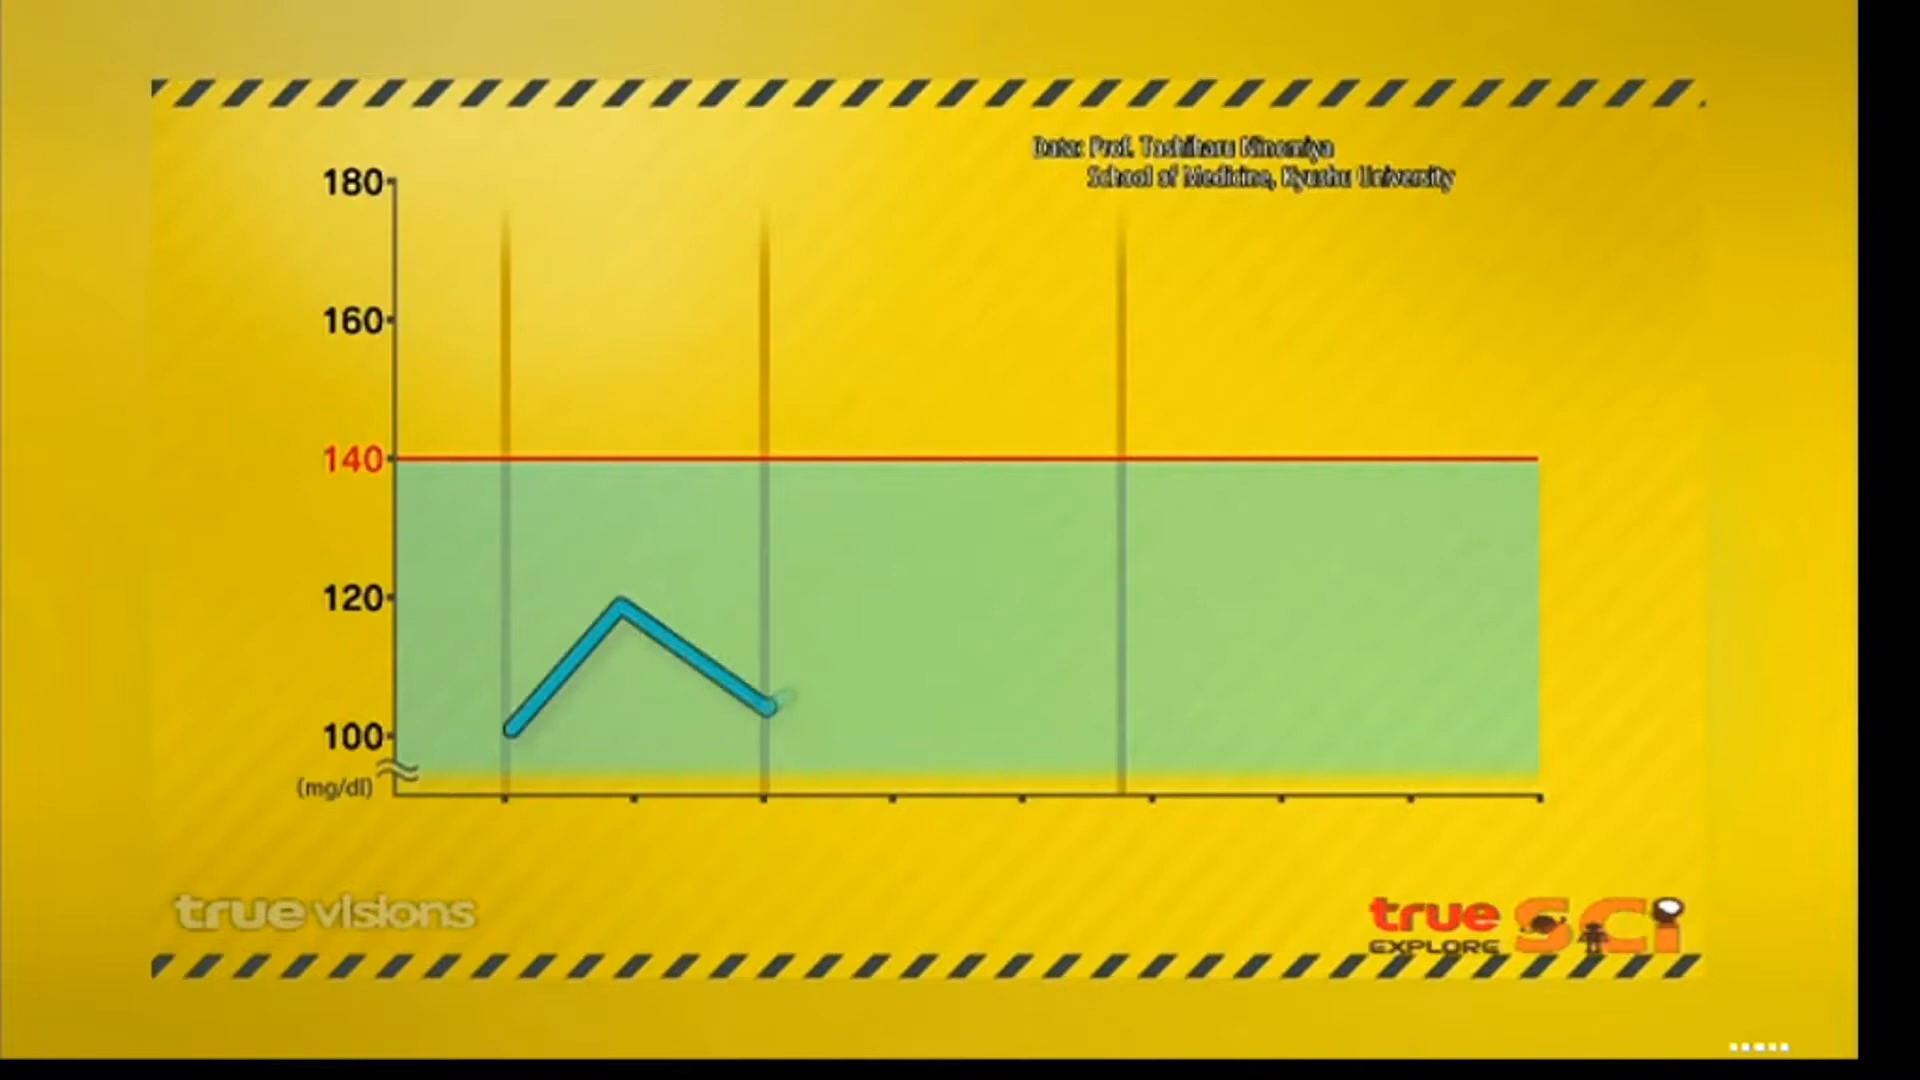 Data: Prof. Toshiharu Ninomiya
School of Medicine, Kyushu University
180
160
140
120
100
(mg/dl)
true visions
true SCi
EXPLORE